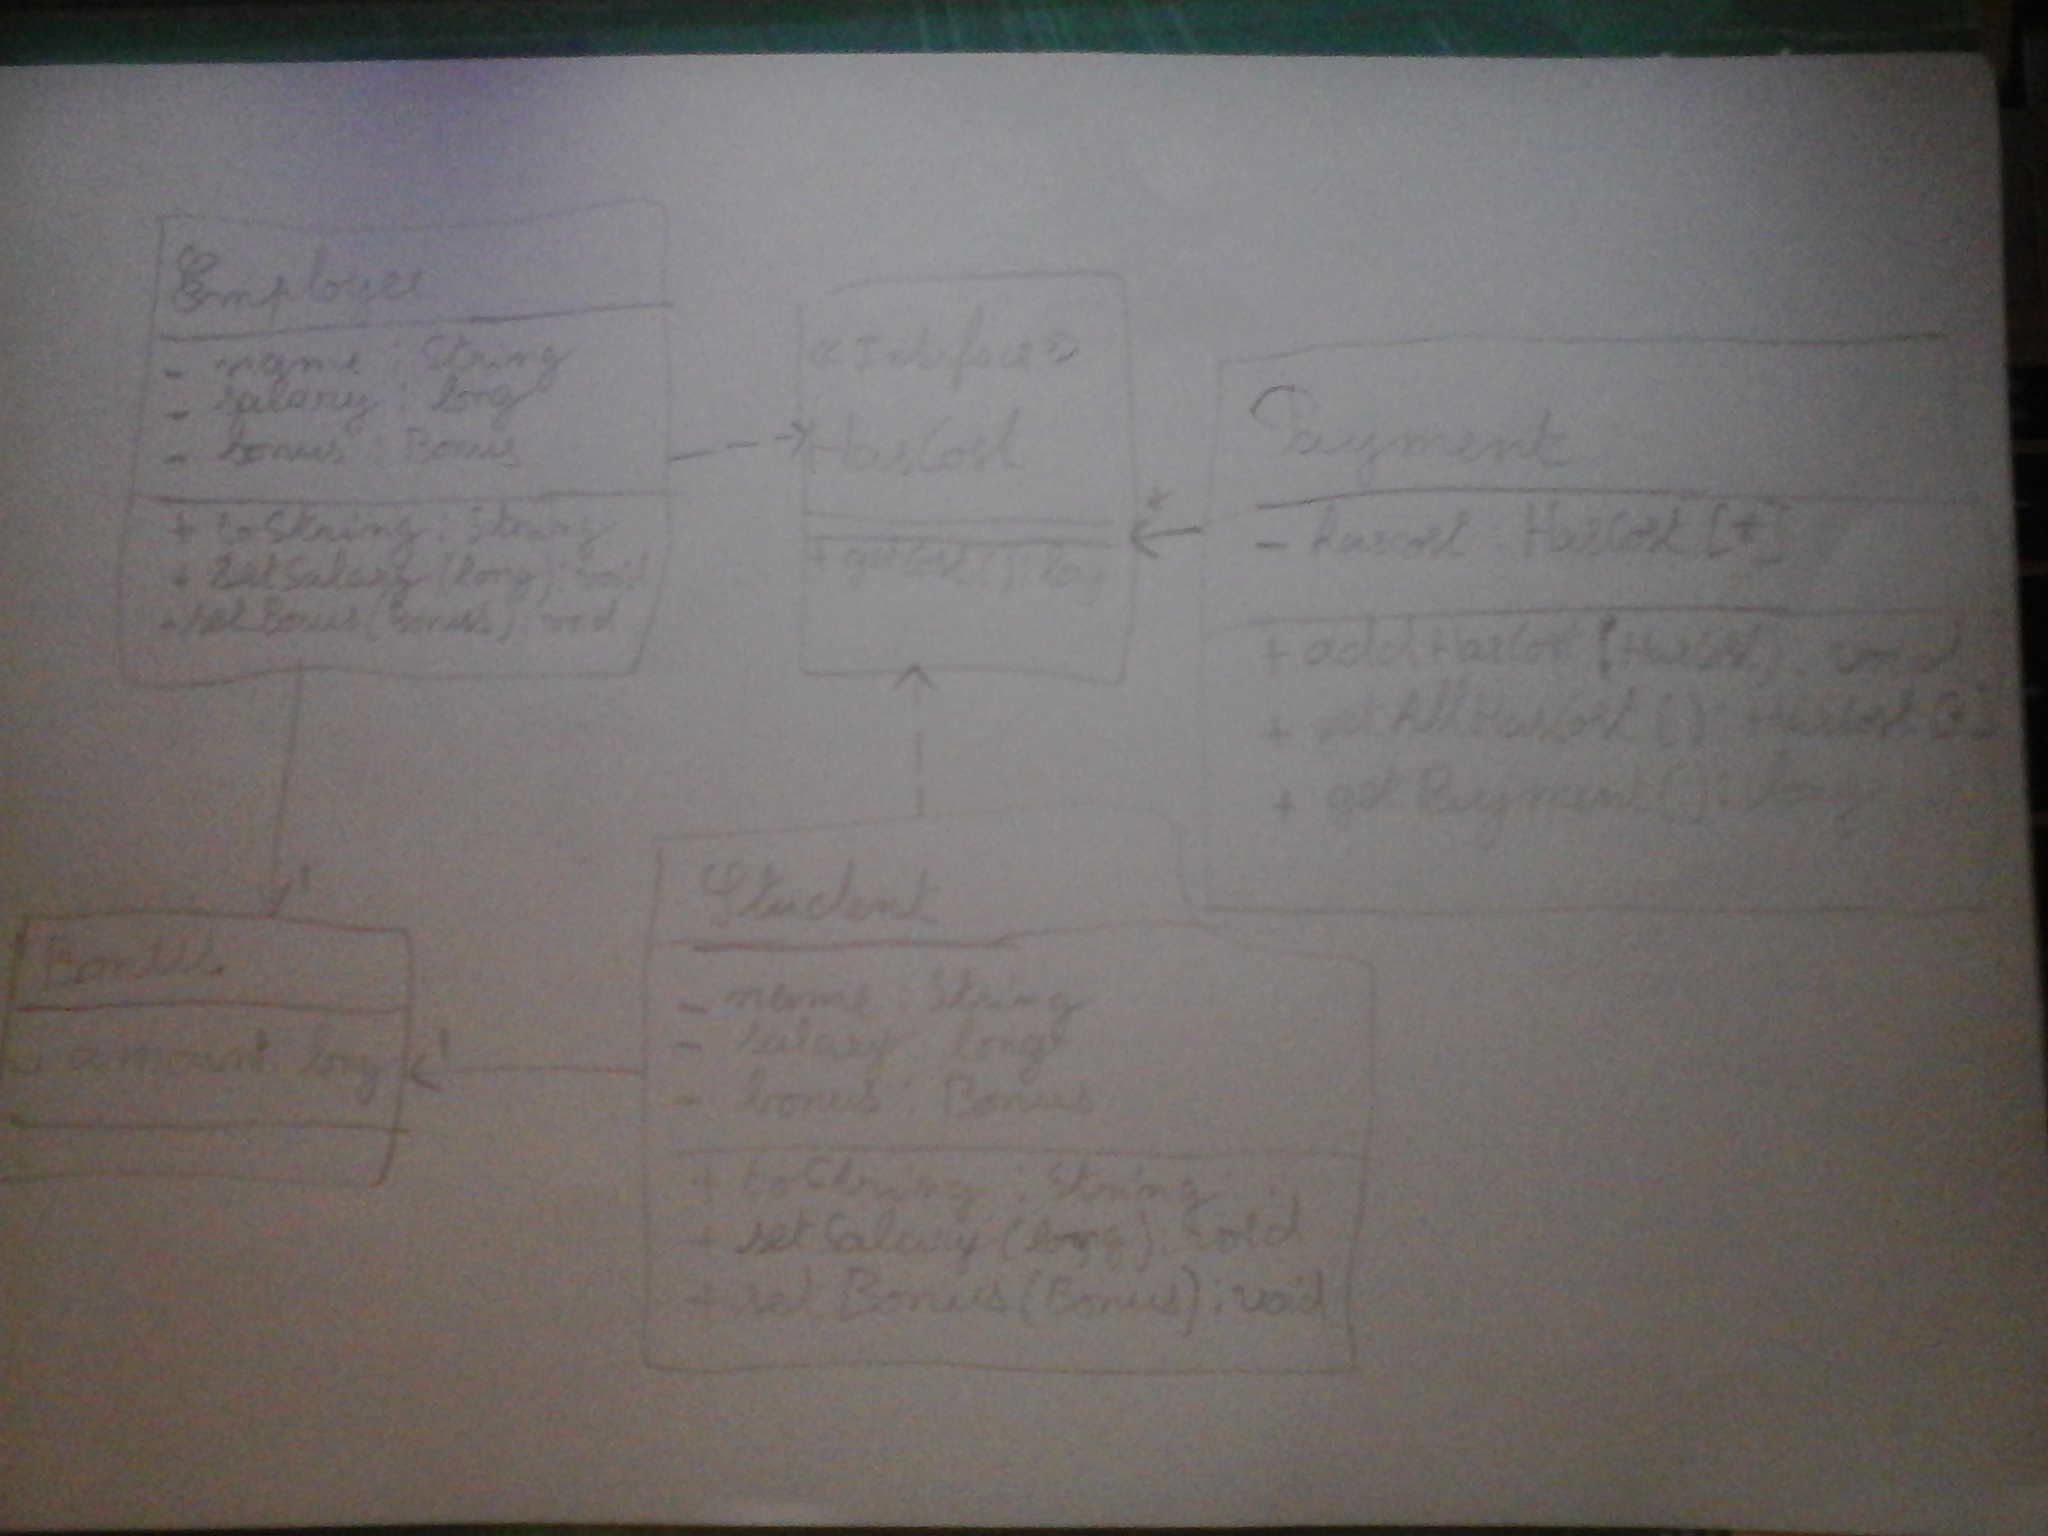 Employee
- name : String
- salary : long
- bonus : Bonus
+ toString : String
+ setSalary (long) : void
+ setBonus (Bonus) : void
«Inteface»
HasCost
+ getCost() : long
*
Payment
- hascost : HasCost [*]
+ addHasCost (HasCost) : void
+ getAllHasCost () : HasCost [*]
+ getPayment() : long
1
Bonus
- amount : long
1
Student
- name : String
- salary : long
- bonus : Bonus
+ toString : String
+ setSalary (long) : void
+ setBonus (Bonus) : void